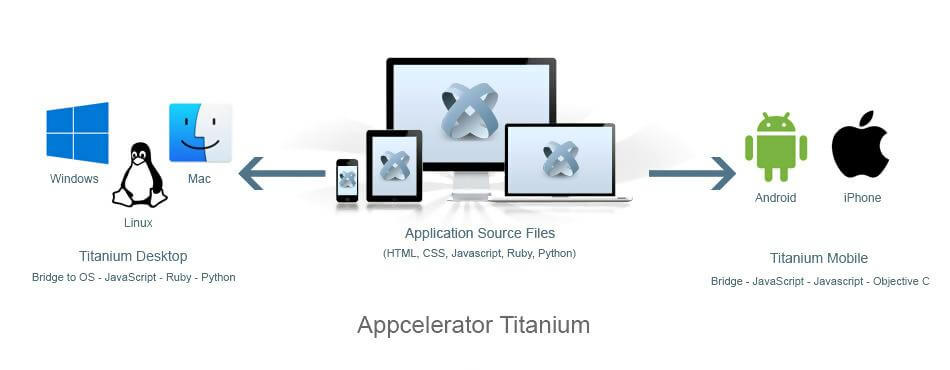 Windows
Mac
Linux
Titanium Desktop
Bridge to OS - JavaScript - Ruby - Python
Application Source Files
(HTML, CSS, Javascript, Ruby, Python)
Android
iPhone
Titanium Mobile
Bridge - JavaScript - Javascript - Objective C
Appcelerator Titanium